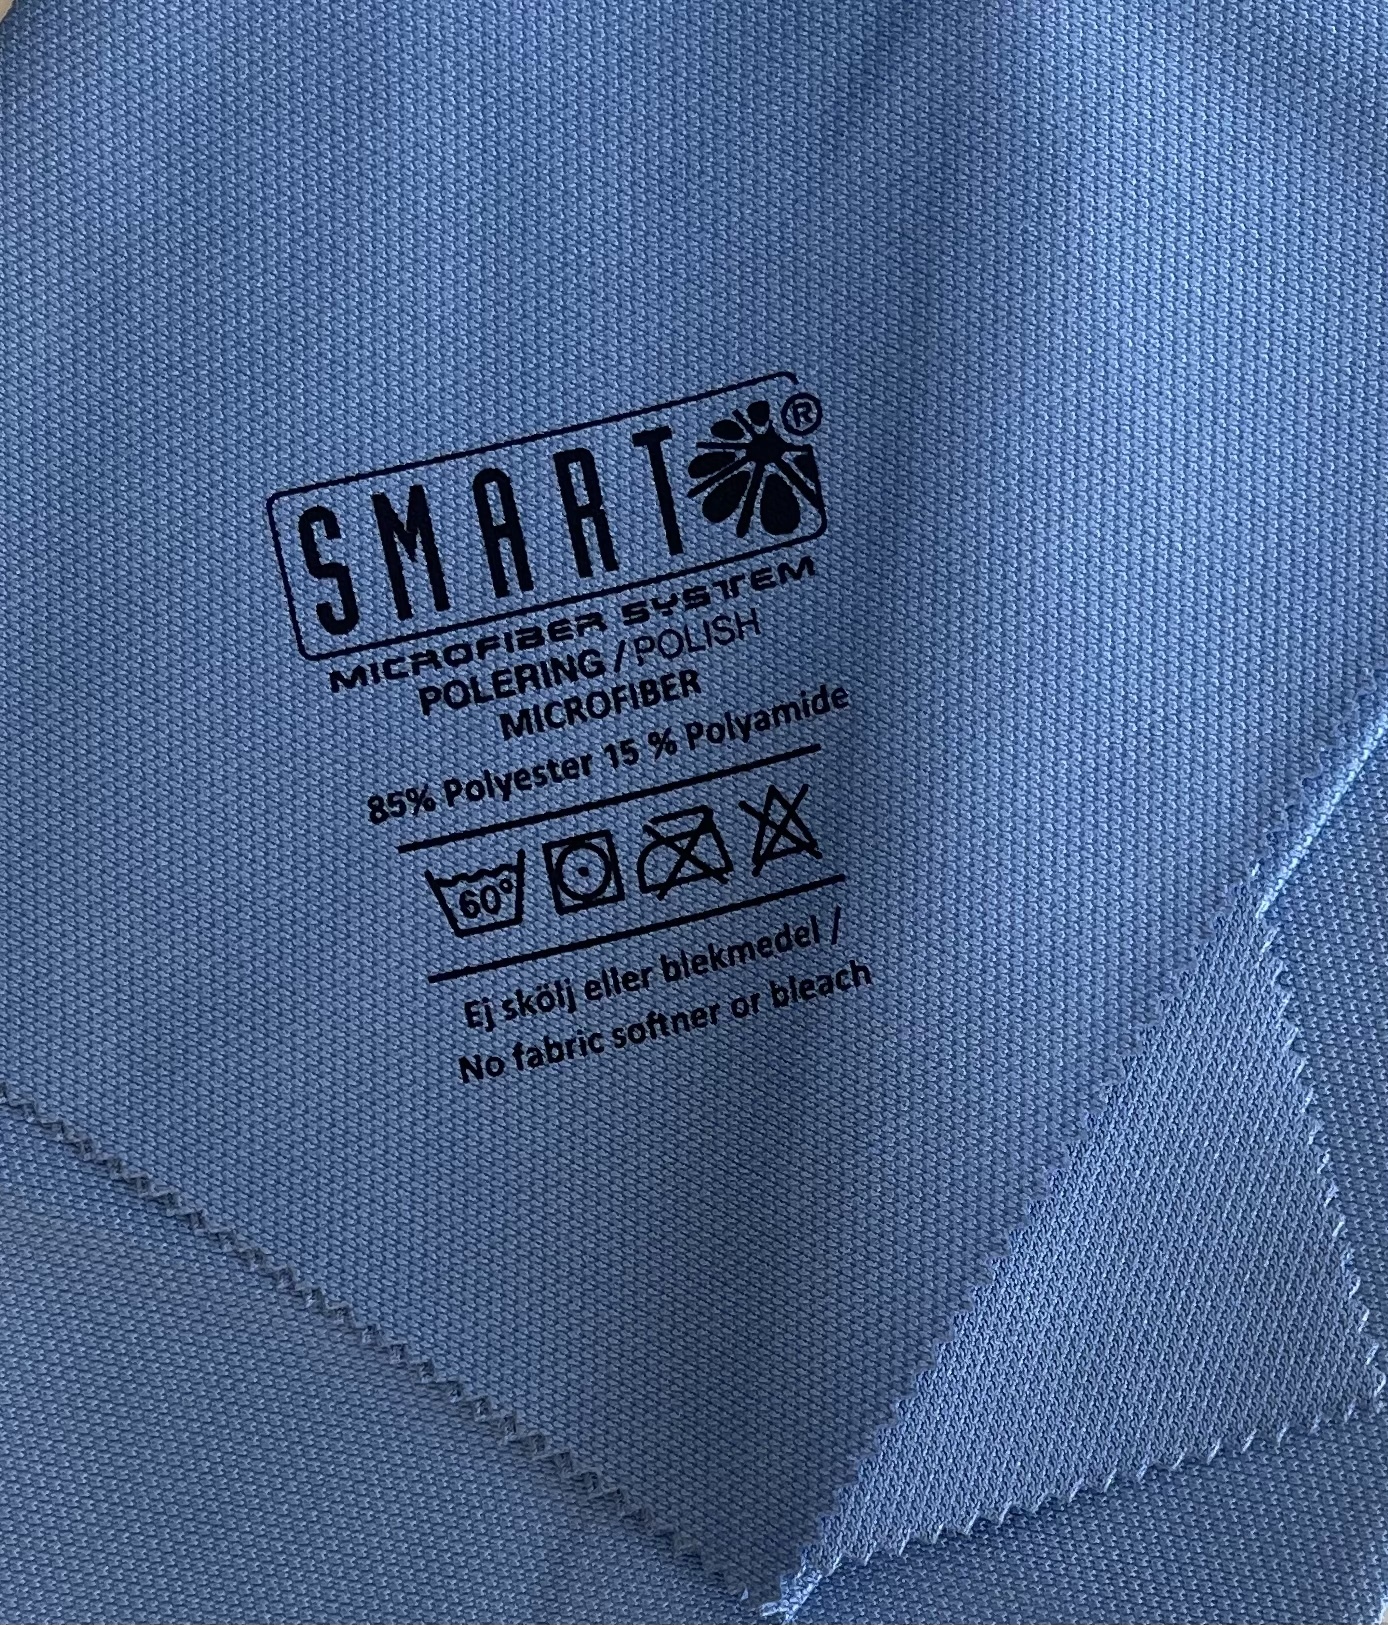 SMART®
MICROFIBER SYSTEM
POLERING/POLISH
MICROFIBER
85% Polyester 15 % Polyamide
60°
Ej skölj eller blekmedel /
No fabric softner or bleach